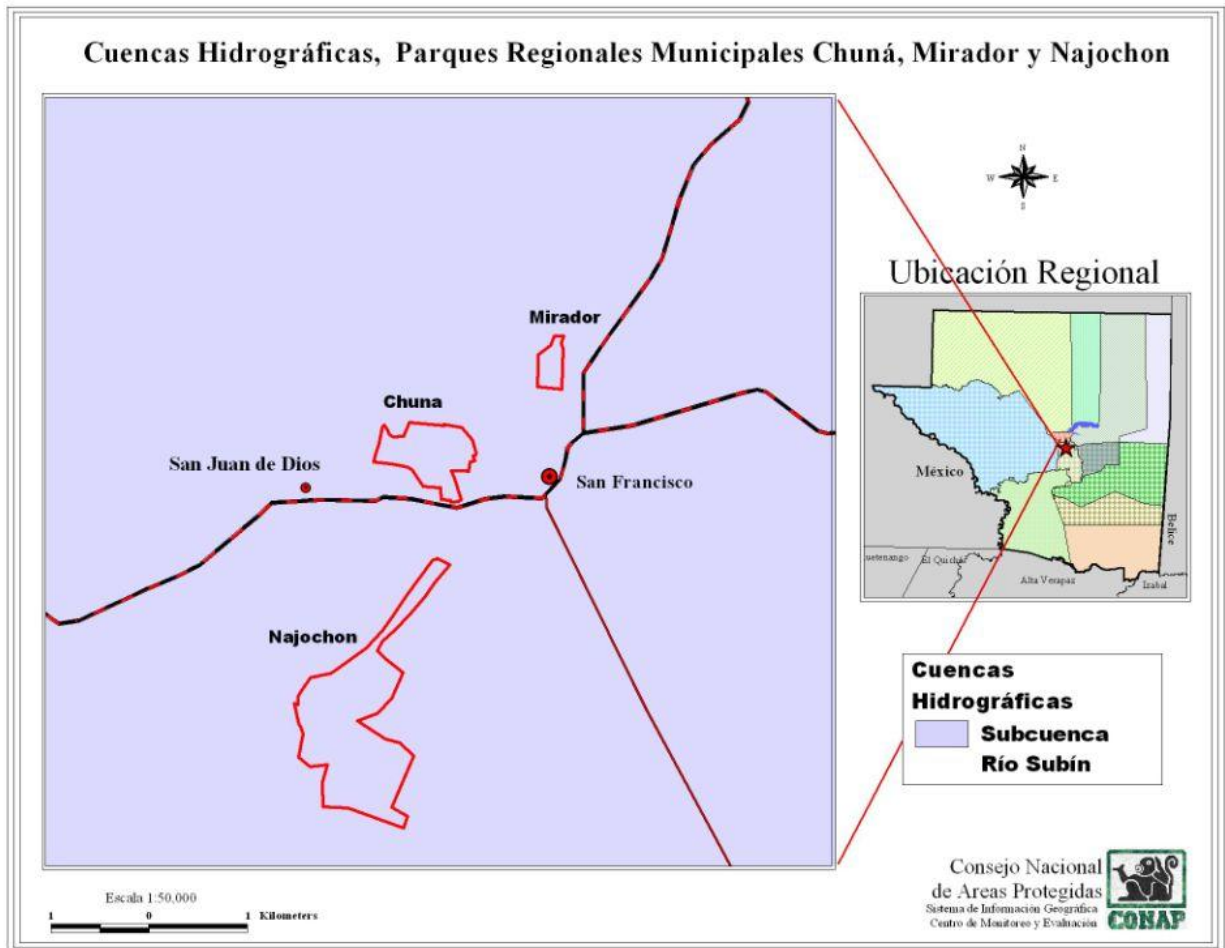 Cuencas Hidrográficas, Parques Regionales Municipales Chuná, Mirador y Najochon
N
W E
S
Ubicación Regional
Mirador
Chuna
San Juan de Dios
San Francisco
Najochon
México
Belice
uetenango
El Quiché
Alta Verapaz
Izabal
Cuencas
Hidrográficas
Subcuenca
Río Subín
Escala 1:50,000
1 0 1 Kilometers
Consejo Nacional
de Areas Protegidas
Sistema de Información Geográfica
Centro de Monitoreo y Evaluación
CONAP